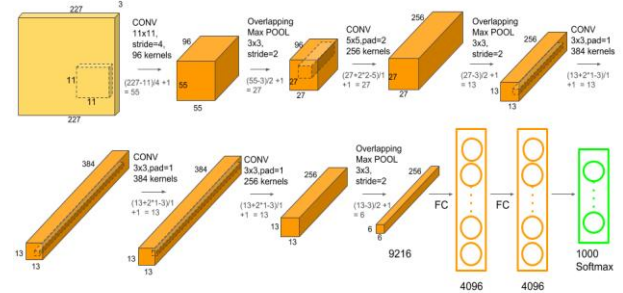 227
3
11
11
227
CONV
11x11,
stride=4,
96 kernels
(227-11)/4 +1
= 55
96
55
55
Overlapping
Max POOL
3x3,
stride=2
(55-3)/2 +1
= 27
96
27
27
CONV
5x5,pad=2
256 kernels
(27+2*2-5)/1
+1 = 27
256
27
27
Overlapping
Max POOL
3x3,
stride=2
(27-3)/2 +1
= 13
256
13
13
CONV
3x3,pad=1
384 kernels
(13+2*1-3)/1
+1 = 13
384
13
13
CONV
3x3,pad=1
384 kernels
(13+2*1-3)/1
+1 = 13
384
13
13
CONV
3x3,pad=1
256 kernels
(13+2*1-3)/1
+1 = 13
256
13
13
Overlapping
Max POOL
3x3,
stride=2
(13-3)/2 +1
= 6
256
6
6
9216
FC
4096
FC
4096
1000
Softmax